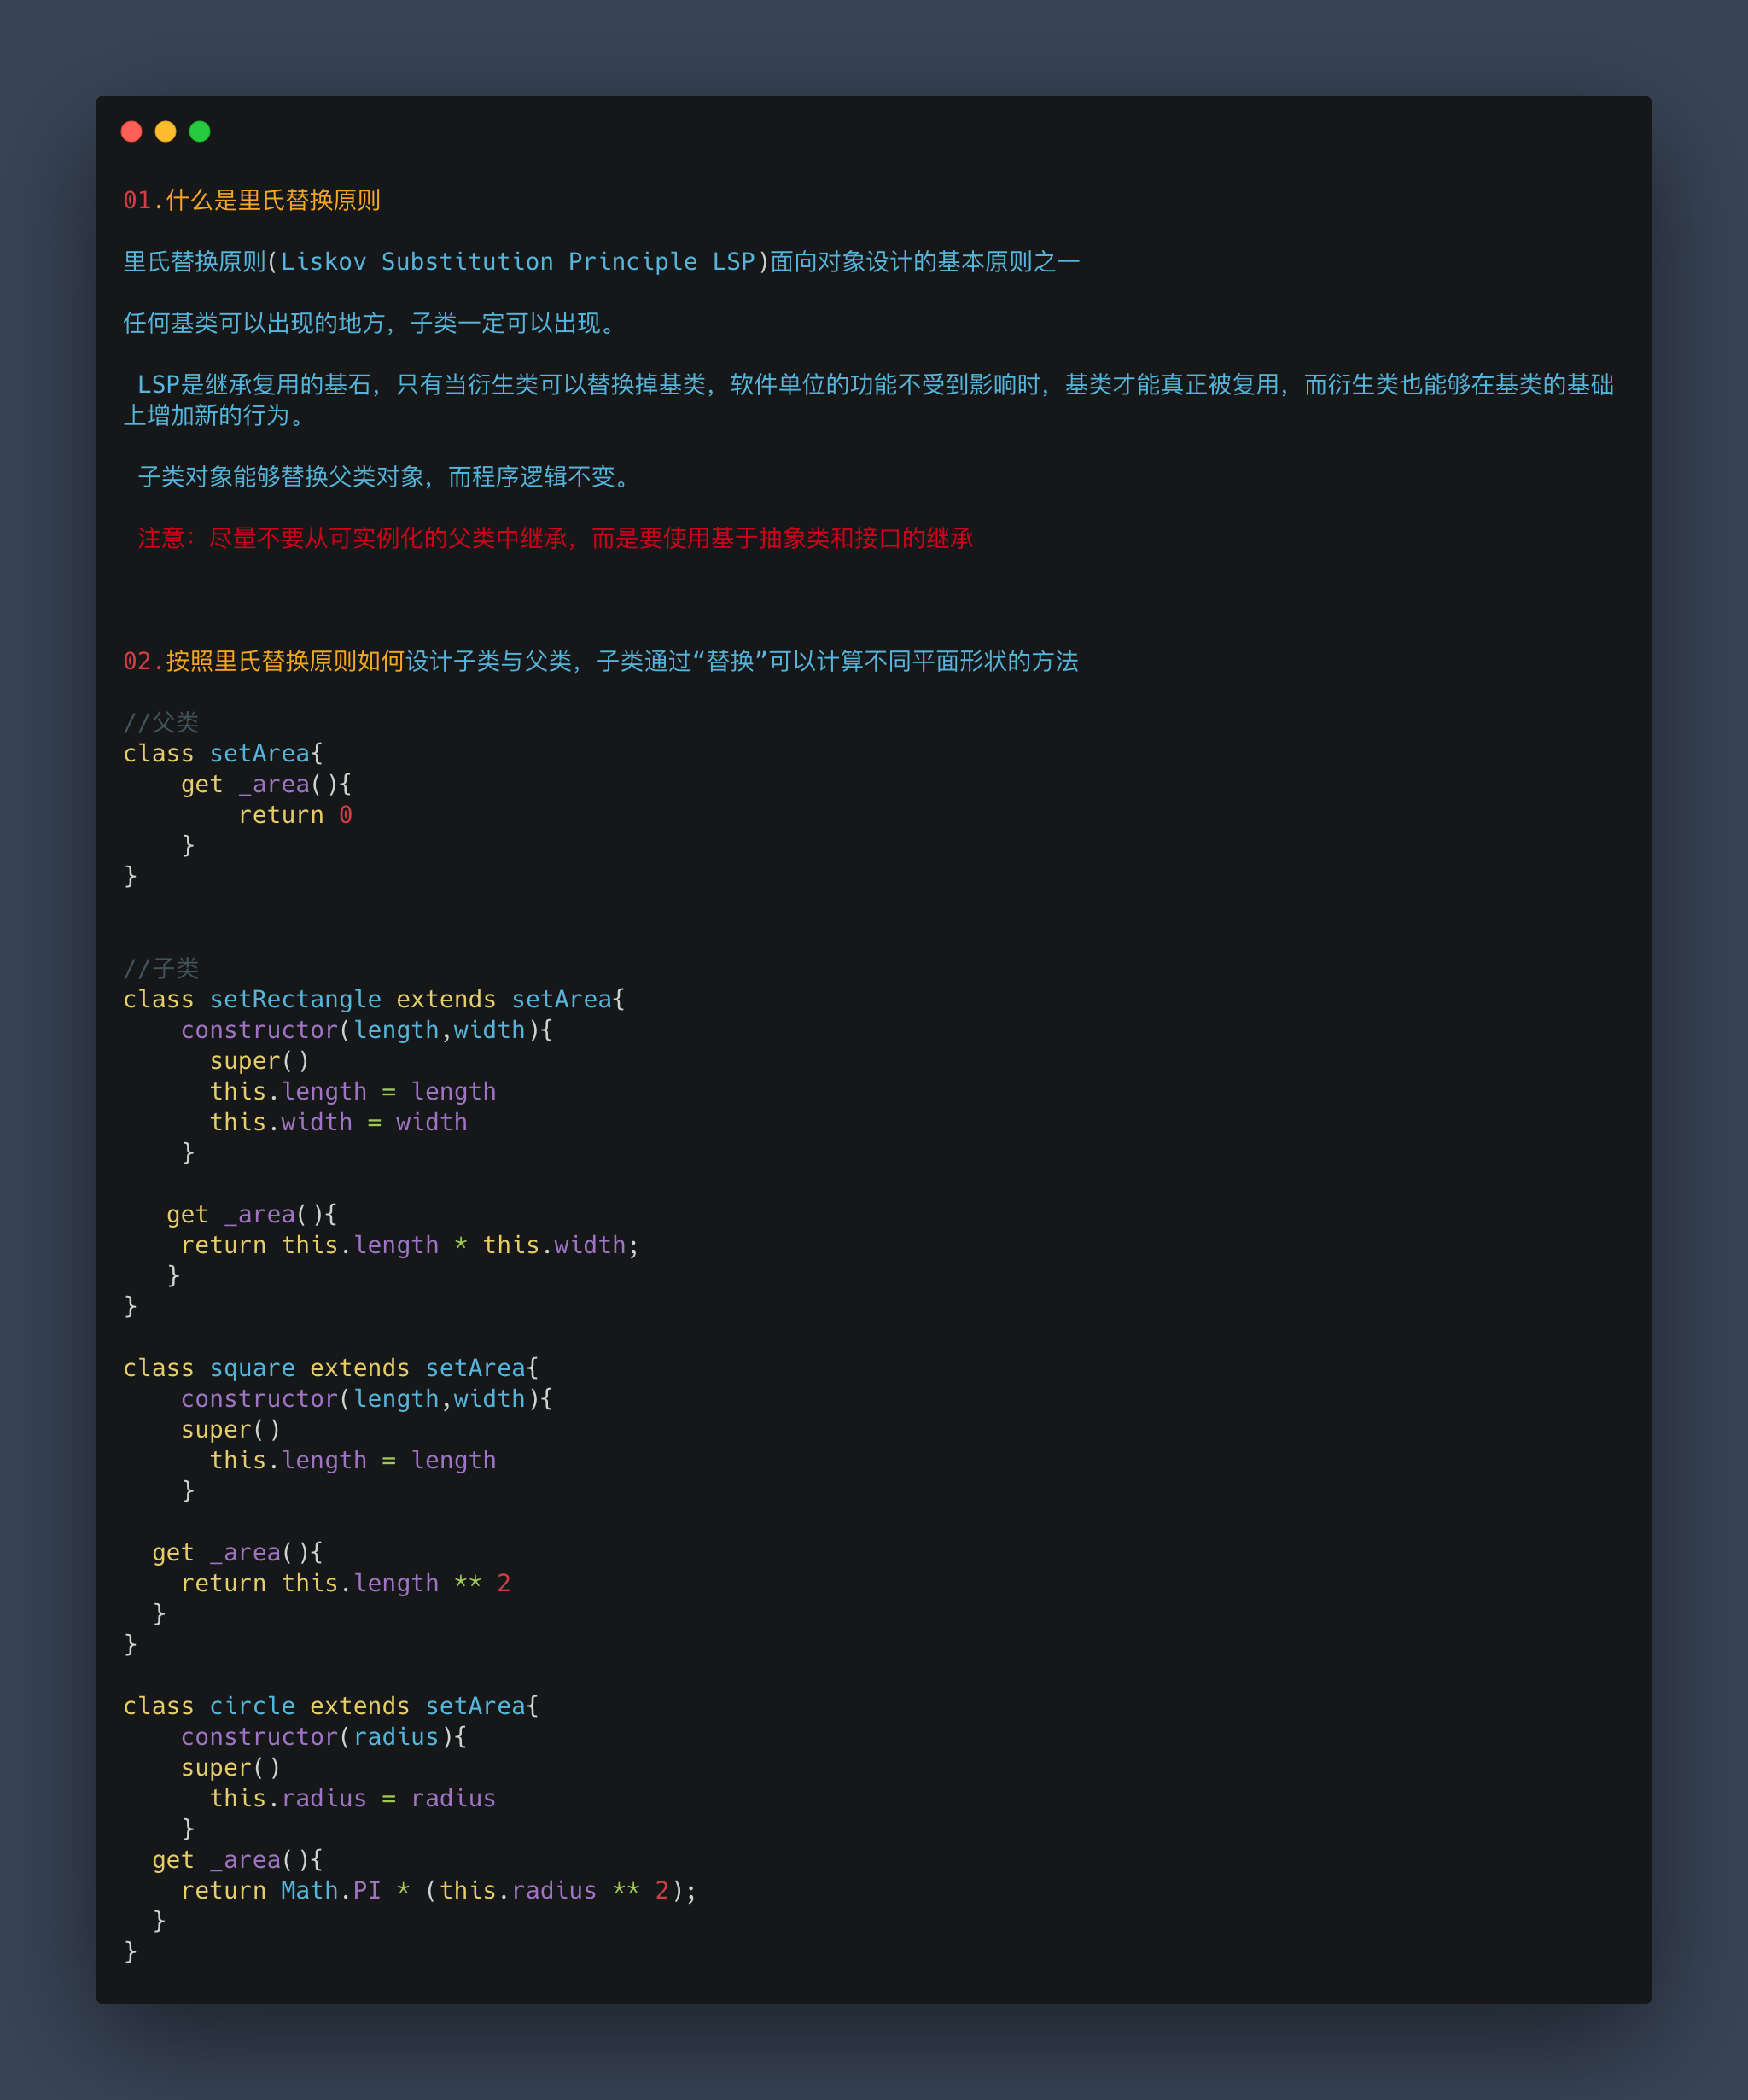 01.什么是里氏替换原则
里氏替换原则(Liskov Substitution Principle LSP)面向对象设计的基本原则之一
任何基类可以出现的地方，子类一定可以出现。
LSP是继承复用的基石，只有当衍生类可以替换掉基类，软件单位的功能不受到影响时，基类才能真正被复用，而衍生类也能够在基类的基础
上增加新的行为。
子类对象能够替换父类对象，而程序逻辑不变。
注意：尽量不要从可实例化的父类中继承，而是要使用基于抽象类和接口的继承
02.按照里氏替换原则如何设计子类与父类，子类通过“替换”可以计算不同平面形状的方法
//父类
class setArea{
    get _area(){
        return 0
    }
}
//子类
class setRectangle extends setArea{
    constructor(length,width){
      super()
      this.length = length
      this.width = width
    }
   get _area(){
    return this.length * this.width;
   }
}
class square extends setArea{
    constructor(length,width){
    super()
      this.length = length
    }
  get _area(){
    return this.length ** 2
  }
}
class circle extends setArea{
    constructor(radius){
    super()
      this.radius = radius
    }
  get _area(){
    return Math.PI * (this.radius ** 2);
  }
}